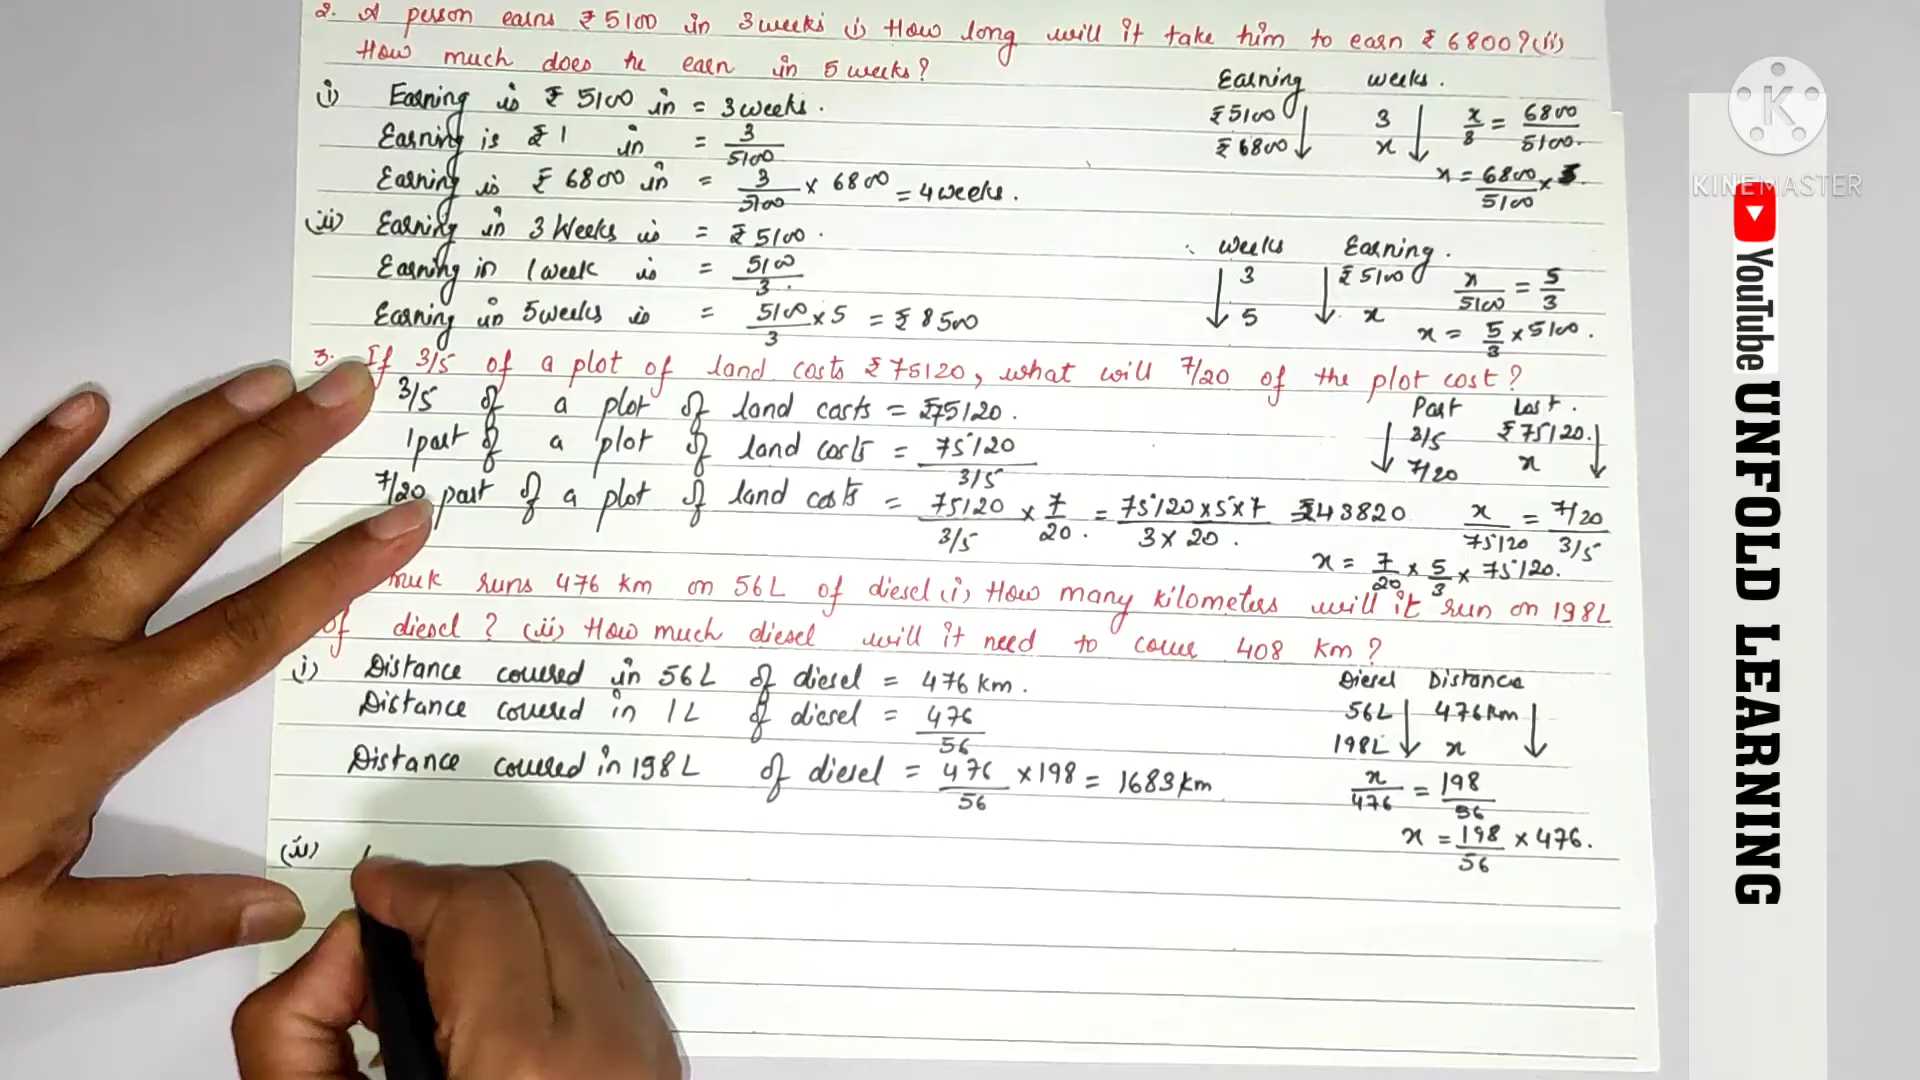 2. A person earns ₹5100 in 3weeks (i) How long will it take him to earn ₹6800? (ii)
How much does he earn in 5 weeks?
(i) Earning is ₹ 5100 in = 3 weeks.
Earning is ₹ 1 in = 3/5100
Earning is ₹ 6800 in = 3/5100 × 6800 = 4 weeks.
Earning weeks.
₹5100 3
₹6800 x
x/3 = 6800/5100.
x = 6800/5100 × 3.
(ii) Earning in 3 Weeks is = ₹5100.
Earning in 1 week is = 5100/3.
Earning in 5 weeks is = 5100/3 × 5 = ₹ 8500
weeks Earning.
3 ₹5100
5 x
x/5100 = 5/3
x = 5/3 × 5100.
3. If 3/5 of a plot of land costs ₹75120, what will 7/20 of the plot cost?
3/5 of a plot of land costs = ₹75120.
1 part of a plot of land costs = 75120/3/5
7/20 part of a plot of land costs = 75120/3/5 × 7/20. = 75120×5×7/3×20. ₹43820
Part Cost.
3/5 ₹75120.
7/20 x
x/75120 = 7/20/3/5
x = 7/20 × 5/3 × 75120.
runs 476 km on 56L of diesel (i) How many kilometers will it run on 198L
of diesel? (ii) How much diesel will it need to cover 408 km?
(i) Distance covered in 56L of diesel = 476 km.
Distance covered in 1L of diesel = 476/56
Distance covered in 198L of diesel = 476/56 ×198 = 1683km
Diesel Distance
56L 476km
198L x
x/476 = 198/56
x = 198/56 × 476.
(ii)
K
KINEMASTER
YouTube UNFOLD LEARNING